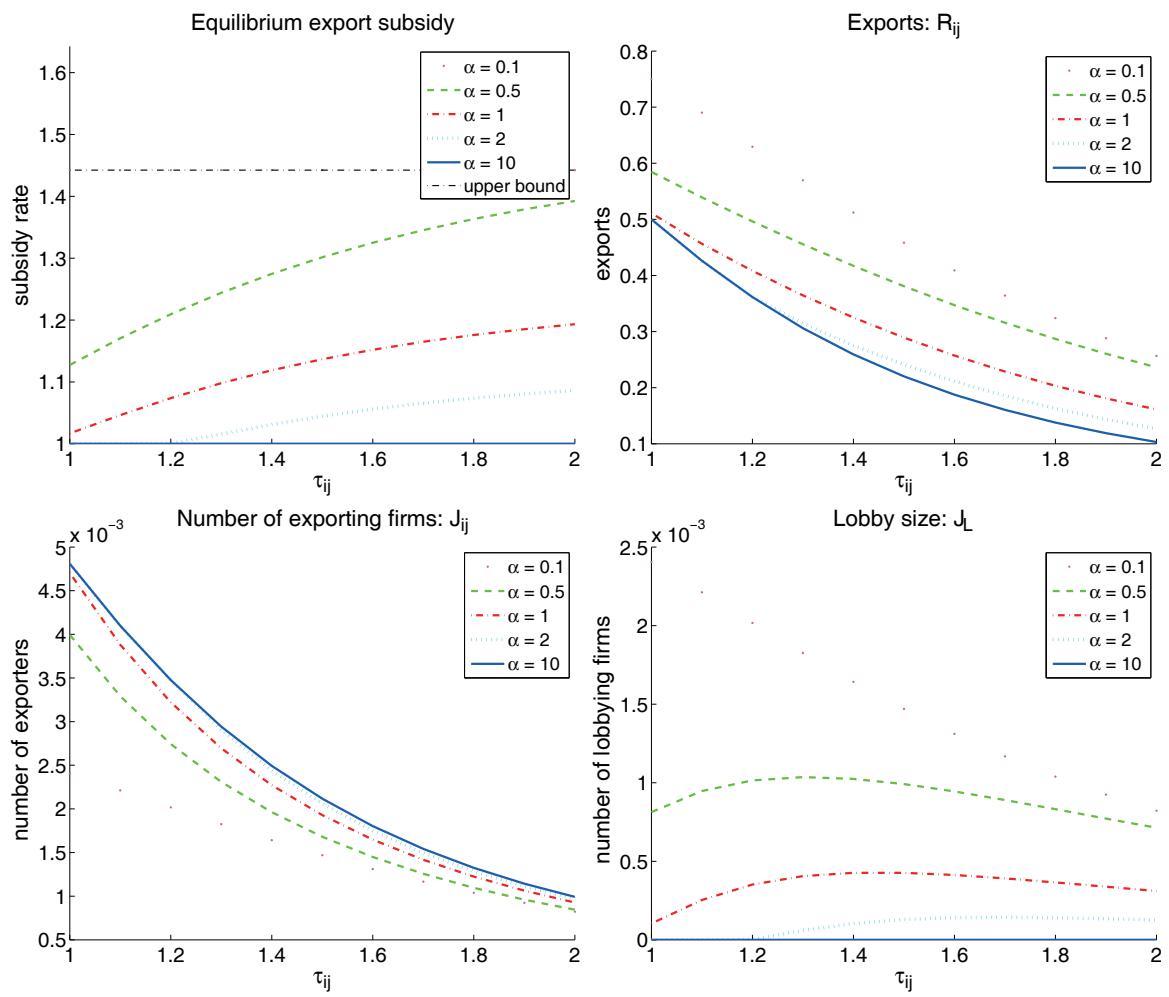 Equilibrium export subsidy
1.6
1.5
1.4
1.3
1.2
1.1
1
subsidy rate
1 1.2 1.4 1.6 1.8 2
τij
α = 0.1
α = 0.5
α = 1
α = 2
α = 10
upper bound
Exports: Rij
0.8
0.7
0.6
0.5
0.4
0.3
0.2
0.1
exports
1 1.2 1.4 1.6 1.8 2
τij
α = 0.1
α = 0.5
α = 1
α = 2
α = 10
Number of exporting firms: Jij
x 10⁻³
5
4.5
4
3.5
3
2.5
2
1.5
1
0.5
number of exporters
1 1.2 1.4 1.6 1.8 2
τij
α = 0.1
α = 0.5
α = 1
α = 2
α = 10
Lobby size: JL
x 10⁻³
2.5
2
1.5
1
0.5
0
number of lobbying firms
1 1.2 1.4 1.6 1.8 2
τij
α = 0.1
α = 0.5
α = 1
α = 2
α = 10